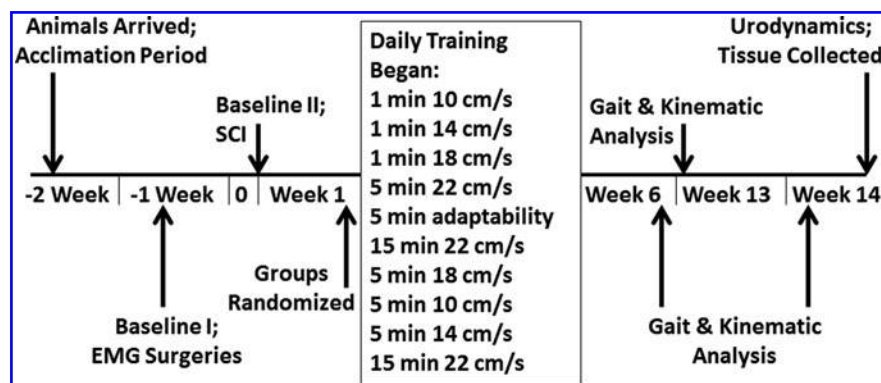 Animals Arrived;
Acclimation Period
Baseline II;
SCI
-2 Week
-1 Week
0
Week 1
Groups
Randomized
Baseline I;
EMG Surgeries
Daily Training
Began:
1 min 10 cm/s
1 min 14 cm/s
1 min 18 cm/s
5 min 22 cm/s
5 min adaptability
15 min 22 cm/s
5 min 18 cm/s
5 min 10 cm/s
5 min 14 cm/s
15 min 22 cm/s
Urodynamics;
Tissue Collected
Gait & Kinematic
Analysis
Week 6
Week 13
Week 14
Gait & Kinematic
Analysis